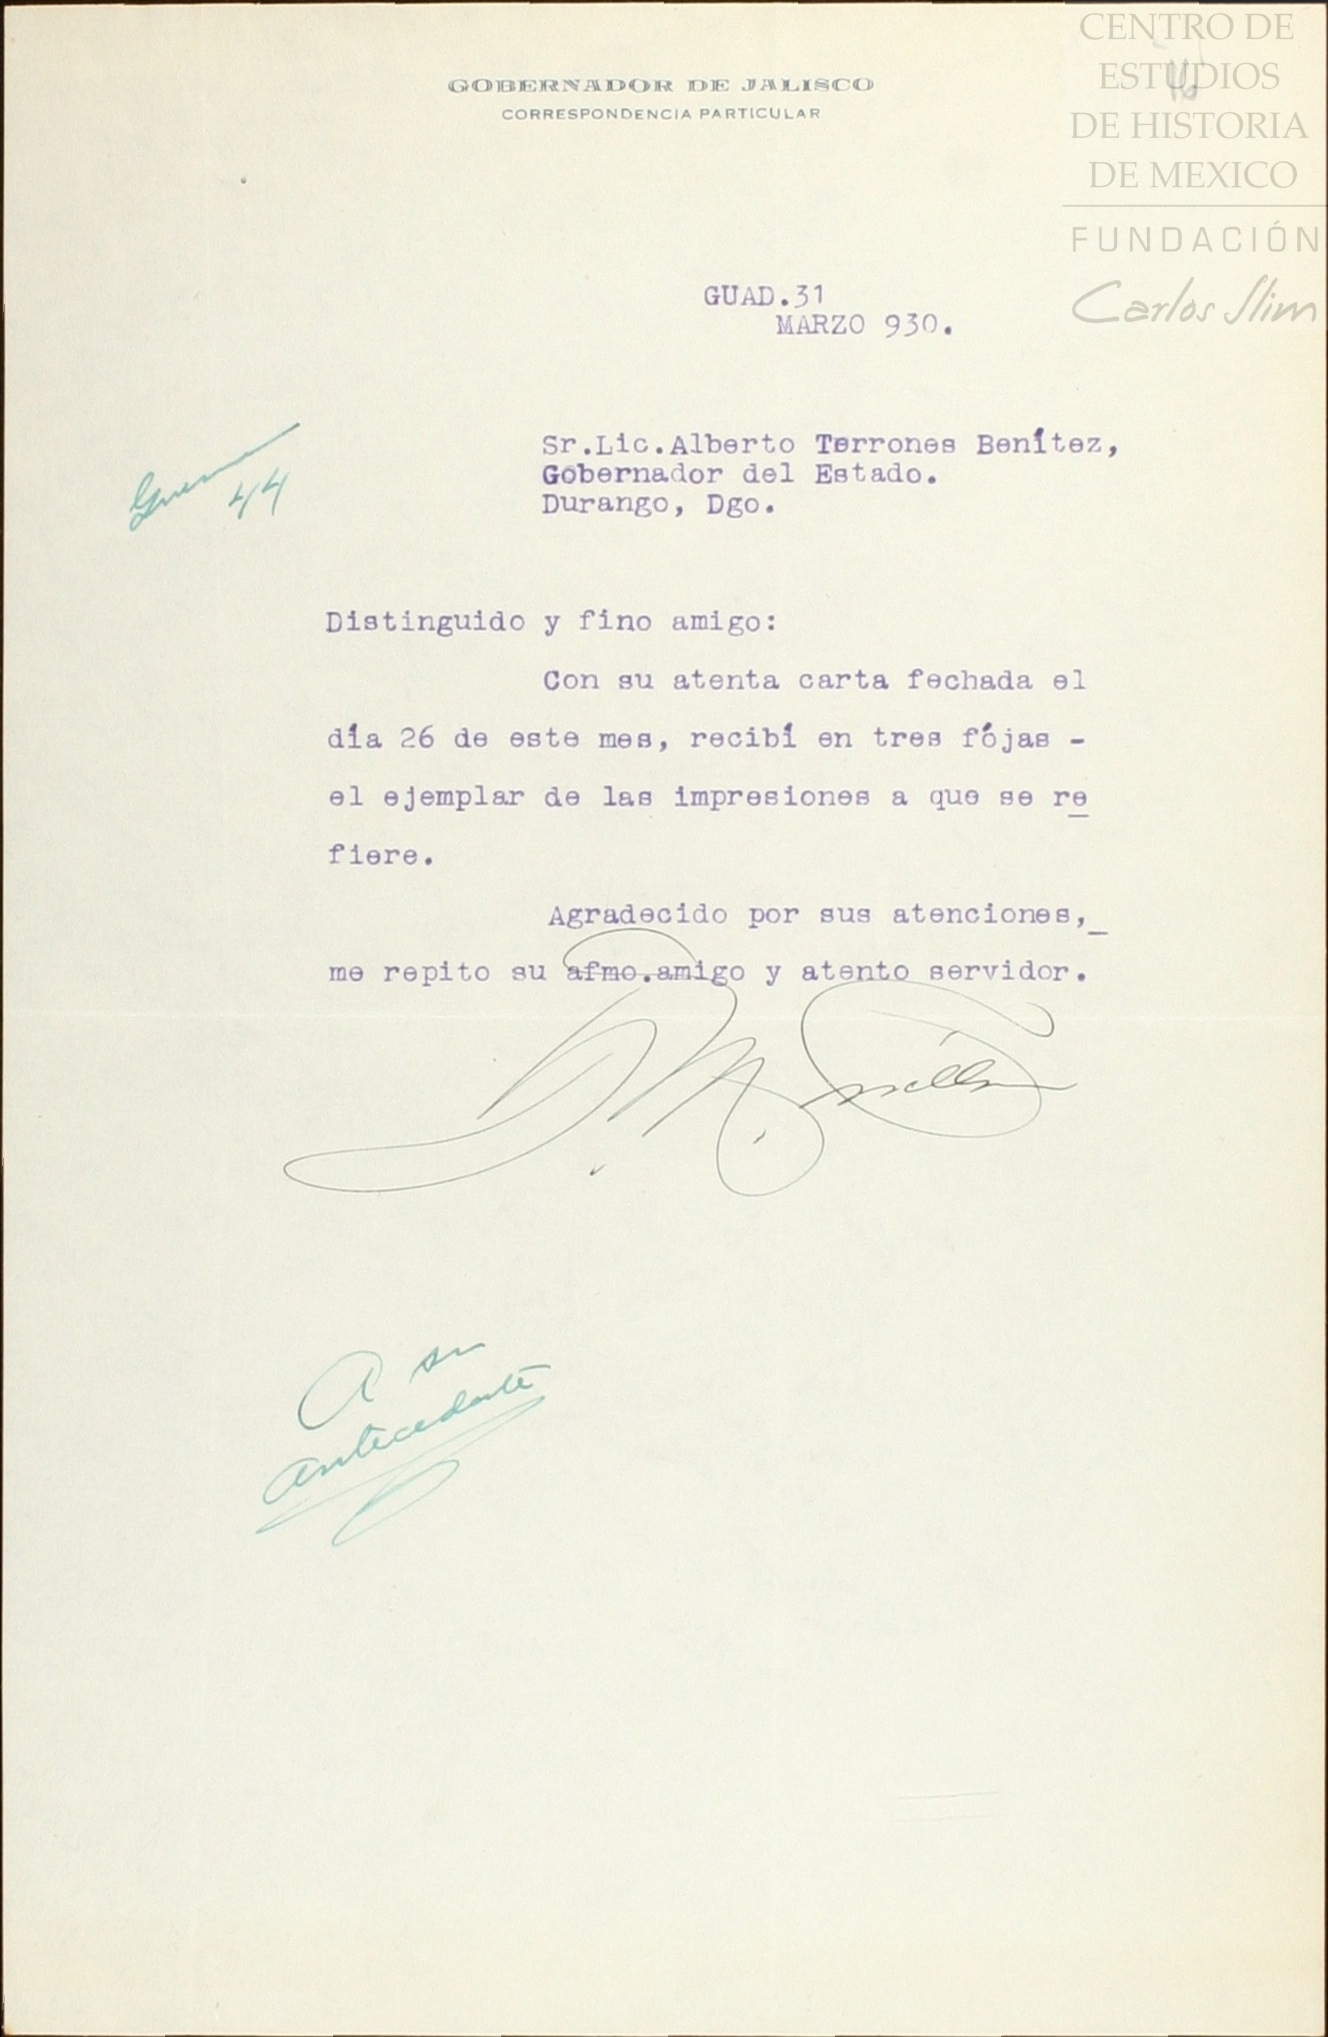 CENTRO DE
ESTUDIOS
DE HISTORIA
DE MEXICO
FUNDACIÓN
Carlos Slim
GOBERNADOR DE JALISCO
CORRESPONDENCIA PARTICULAR
GUAD.31
MARZO 930.
44
Sr.Lic.Alberto Terrones Benítez,
Gobernador del Estado.
Durango, Dgo.
Distinguido y fino amigo:
Con su atenta carta fechada el
día 26 de este mes, recibí en tres fójas -
el ejemplar de las impresiones a que se re
fiere.
Agradecido por sus atenciones,_
me repito su afmo.amigo y atento servidor.
A su
antecedente